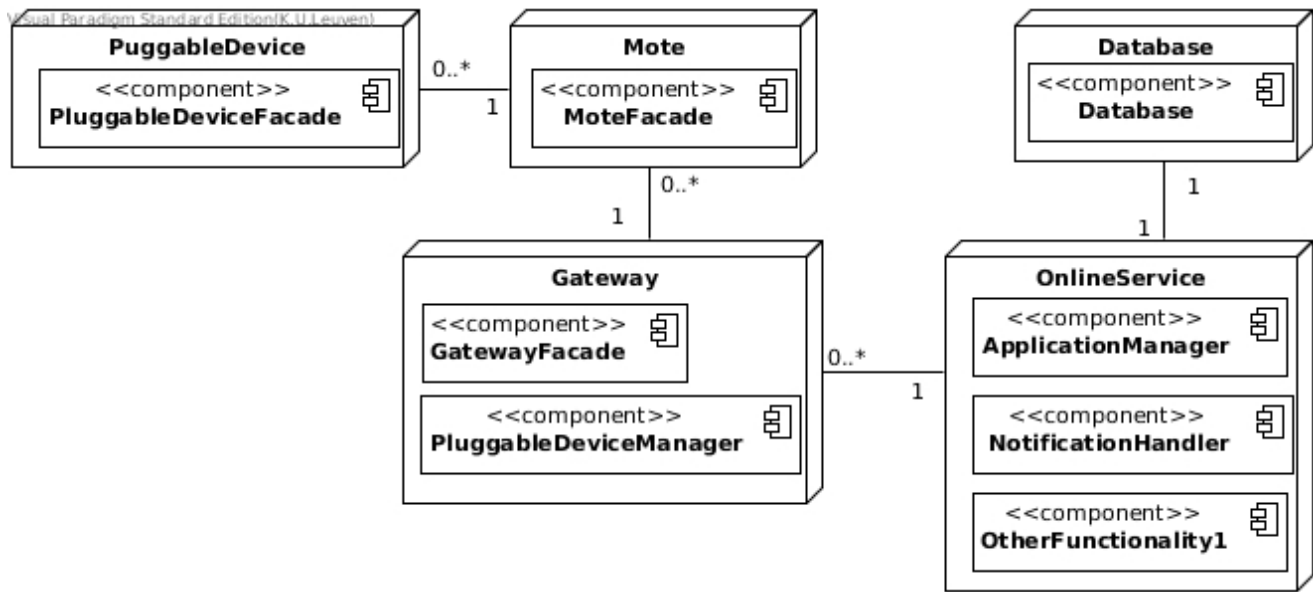 Visual Paradigm Standard Edition(K.U.Leuven)
PuggableDevice
<<component>>
PluggableDeviceFacade
0..*
1
Mote
<<component>>
MoteFacade
Database
<<component>>
Database
0..*
1
1
1
Gateway
<<component>>
GatewayFacade
<<component>>
PluggableDeviceManager
0..*
1
OnlineService
<<component>>
ApplicationManager
<<component>>
NotificationHandler
<<component>>
OtherFunctionality1